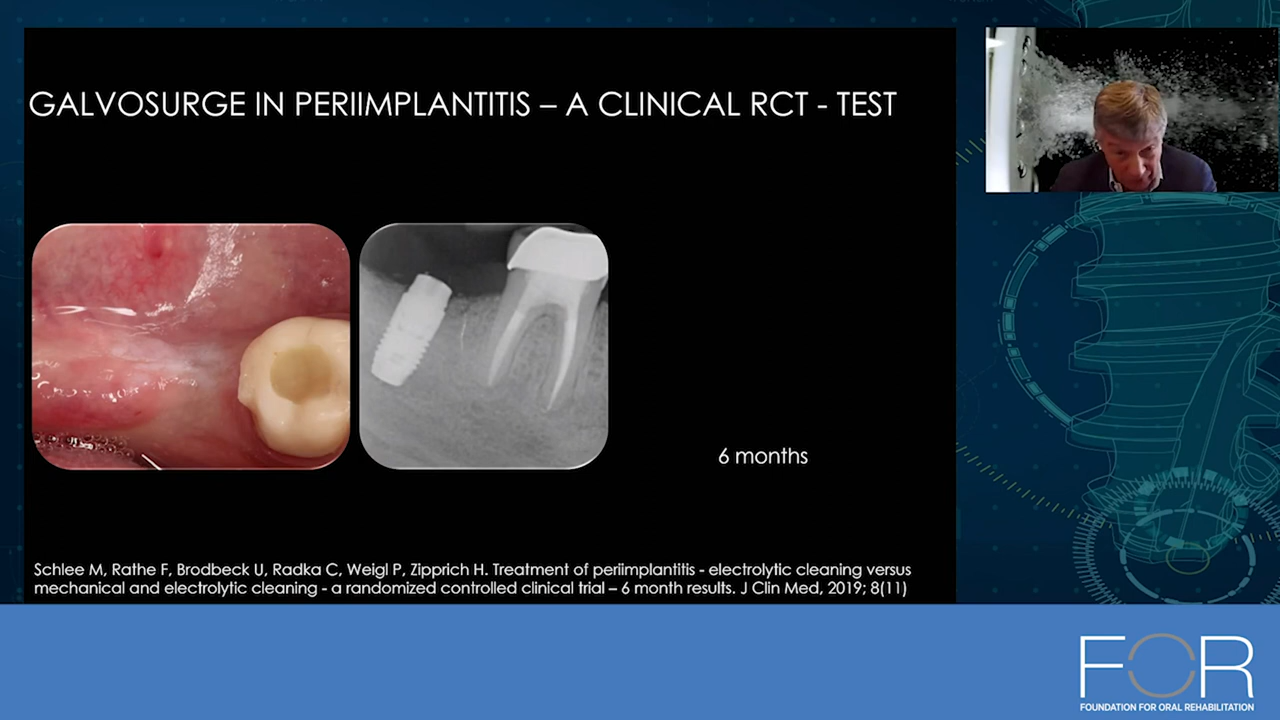 GALVOSURGE IN PERIIMPLANTITIS – A CLINICAL RCT - TEST
6 months
Schlee M, Rathe F, Brodbeck U, Radka C, Weigl P, Zipprich H. Treatment of periimplantitis - electrolytic cleaning versus
mechanical and electrolytic cleaning - a randomized controlled clinical trial – 6 month results. J Clin Med, 2019; 8(11)
FOR
FOUNDATION FOR ORAL REHABILITATION